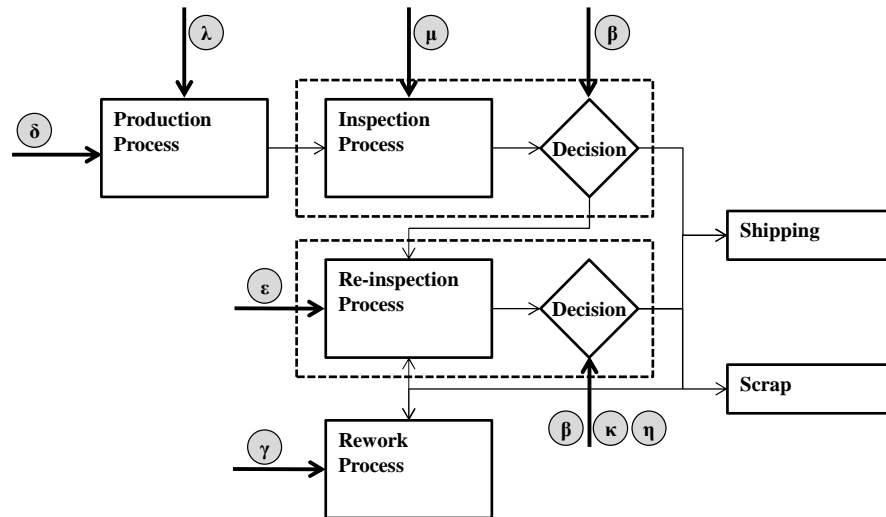 λ
μ
β
δ
Production
Process
Inspection
Process
Decision
Shipping
ε
Re-inspection
Process
Decision
Scrap
β
κ
η
γ
Rework
Process